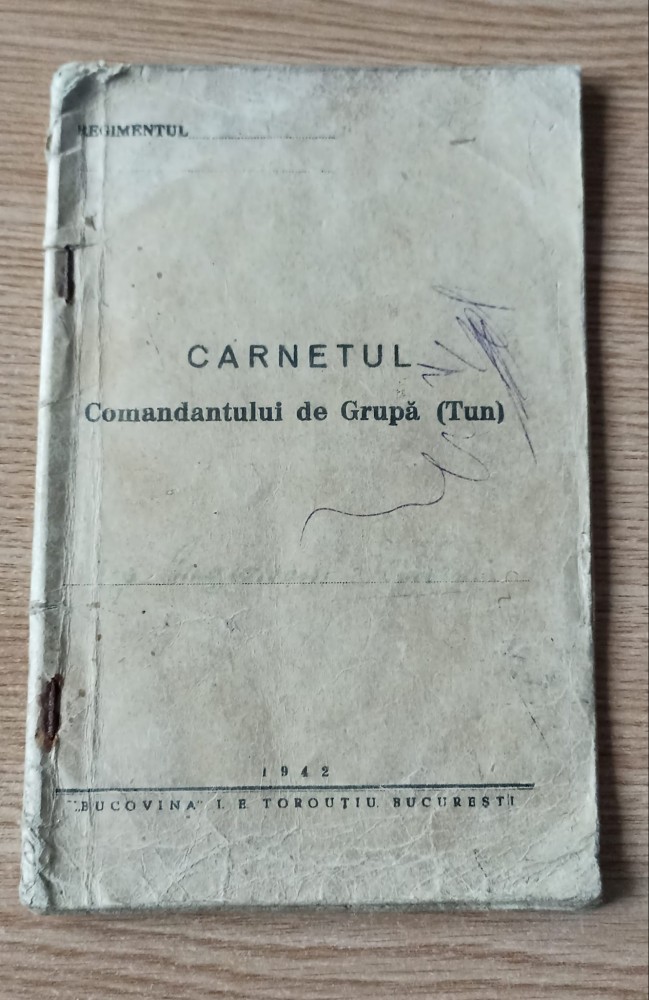 REGIMENTUL
CARNETUL
Comandantului de Grupă (Tun)
1942
„BUCOVINA" I. E. TOROUȚIU, BUCUREȘTI